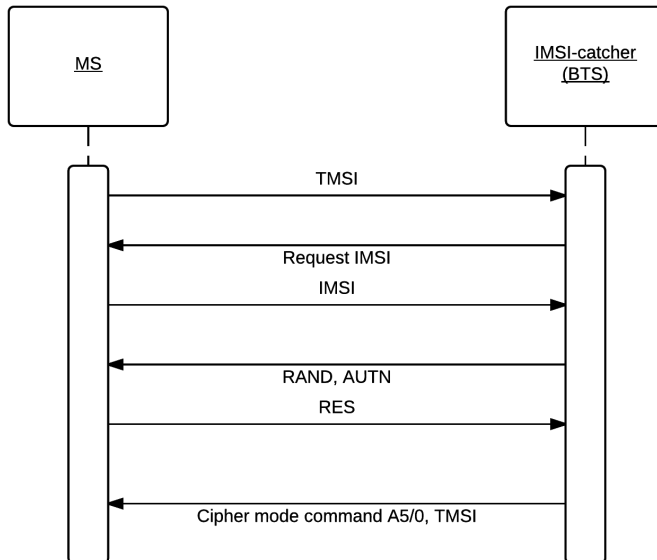 MS
IMSI-catcher
(BTS)
TMSI
Request IMSI
IMSI
RAND, AUTN
RES
Cipher mode command A5/0, TMSI